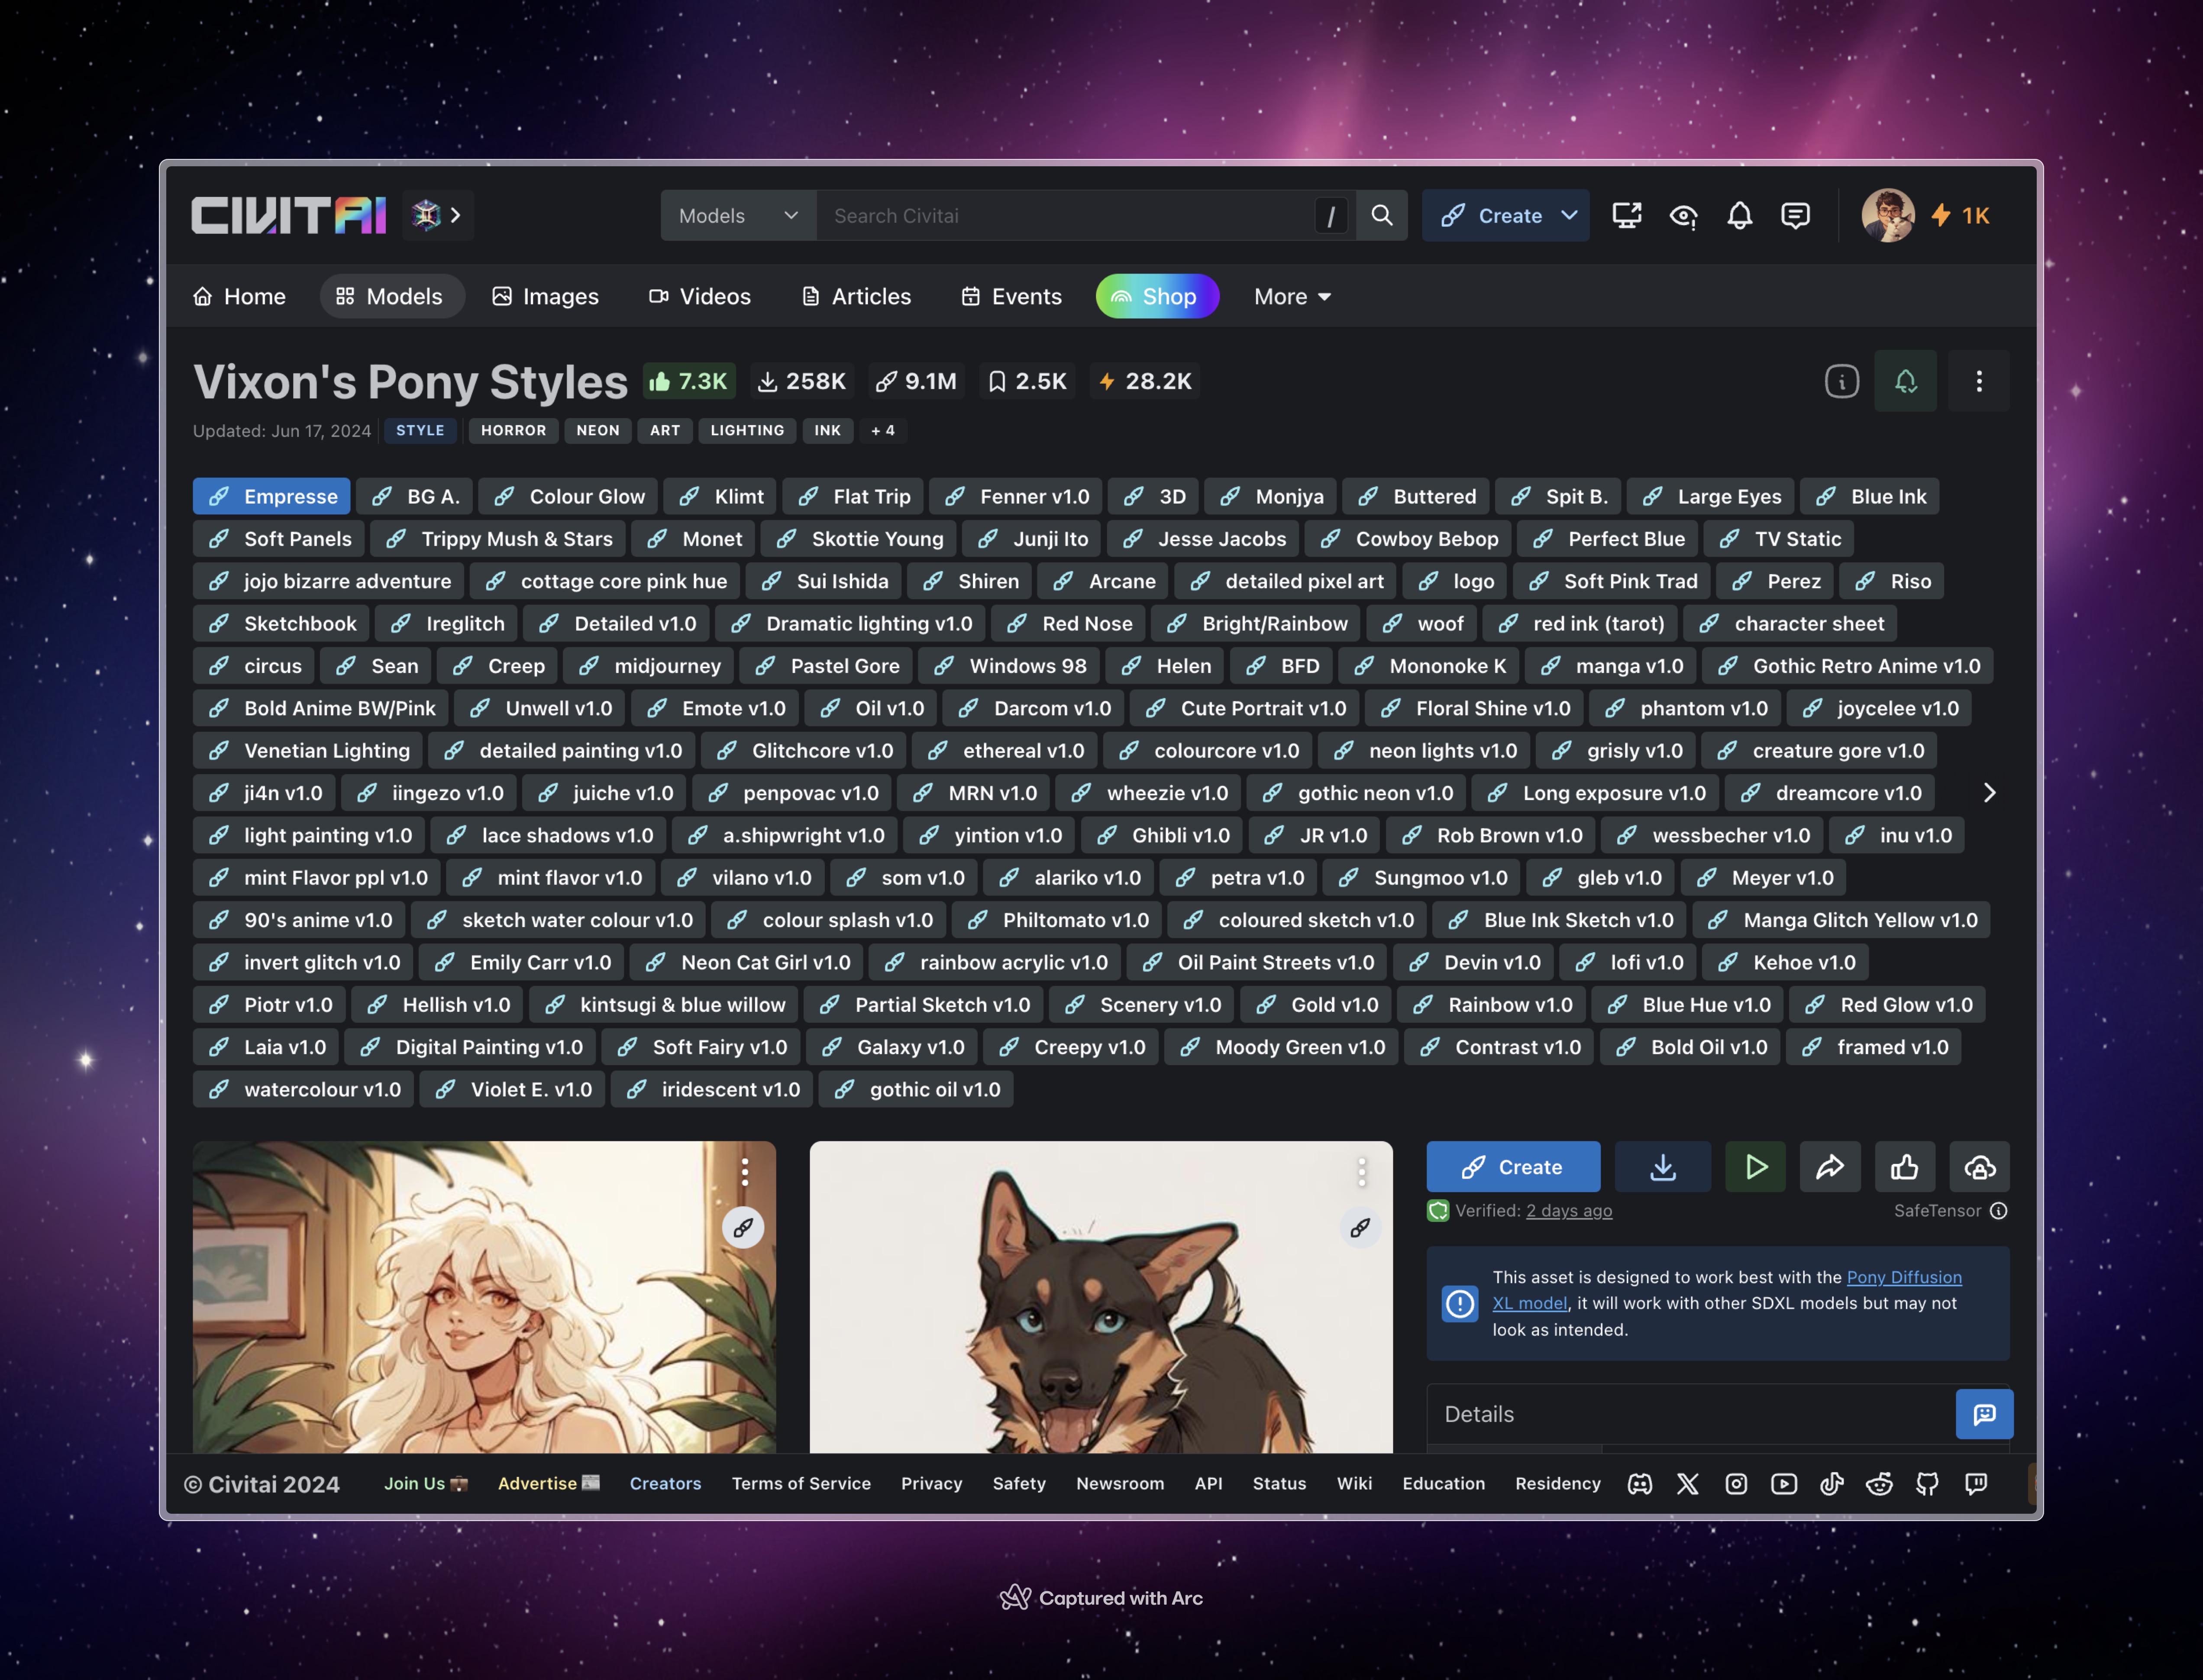 CIVITAI
Models Search Civitai / Create 1K
Home Models Images Videos Articles Events Shop More
Vixon's Pony Styles 7.3K 258K 9.1M 2.5K 28.2K
Updated: Jun 17, 2024 STYLE HORROR NEON ART LIGHTING INK + 4
Empresse BG A. Colour Glow Klimt Flat Trip Fenner v1.0 3D Monjya Buttered Spit B. Large Eyes Blue Ink
Soft Panels Trippy Mush & Stars Monet Skottie Young Junji Ito Jesse Jacobs Cowboy Bebop Perfect Blue TV Static
jojo bizarre adventure cottage core pink hue Sui Ishida Shiren Arcane detailed pixel art logo Soft Pink Trad Perez Riso
Sketchbook Ireglitch Detailed v1.0 Dramatic lighting v1.0 Red Nose Bright/Rainbow woof red ink (tarot) character sheet
circus Sean Creep midjourney Pastel Gore Windows 98 Helen BFD Mononoke K manga v1.0 Gothic Retro Anime v1.0
Bold Anime BW/Pink Unwell v1.0 Emote v1.0 Oil v1.0 Darcom v1.0 Cute Portrait v1.0 Floral Shine v1.0 phantom v1.0 joycelee v1.0
Venetian Lighting detailed painting v1.0 Glitchcore v1.0 ethereal v1.0 colourcore v1.0 neon lights v1.0 grisly v1.0 creature gore v1.0
ji4n v1.0 iingezo v1.0 juiche v1.0 penpovac v1.0 MRN v1.0 wheezie v1.0 gothic neon v1.0 Long exposure v1.0 dreamcore v1.0
light painting v1.0 lace shadows v1.0 a.shipwright v1.0 yintion v1.0 Ghibli v1.0 JR v1.0 Rob Brown v1.0 wessbecher v1.0 inu v1.0
mint Flavor ppl v1.0 mint flavor v1.0 vilano v1.0 som v1.0 alariko v1.0 petra v1.0 Sungmoo v1.0 gleb v1.0 Meyer v1.0
90's anime v1.0 sketch water colour v1.0 colour splash v1.0 Philtomato v1.0 coloured sketch v1.0 Blue Ink Sketch v1.0 Manga Glitch Yellow v1.0
invert glitch v1.0 Emily Carr v1.0 Neon Cat Girl v1.0 rainbow acrylic v1.0 Oil Paint Streets v1.0 Devin v1.0 lofi v1.0 Kehoe v1.0
Piotr v1.0 Hellish v1.0 kintsugi & blue willow Partial Sketch v1.0 Scenery v1.0 Gold v1.0 Rainbow v1.0 Blue Hue v1.0 Red Glow v1.0
Laia v1.0 Digital Painting v1.0 Soft Fairy v1.0 Galaxy v1.0 Creepy v1.0 Moody Green v1.0 Contrast v1.0 Bold Oil v1.0 framed v1.0
watercolour v1.0 Violet E. v1.0 iridescent v1.0 gothic oil v1.0
Create
Verified: 2 days ago SafeTensor
This asset is designed to work best with the Pony Diffusion
XL model, it will work with other SDXL models but may not
look as intended.
Details
© Civitai 2024 Join Us Advertise Creators Terms of Service Privacy Safety Newsroom API Status Wiki Education Residency
Captured with Arc